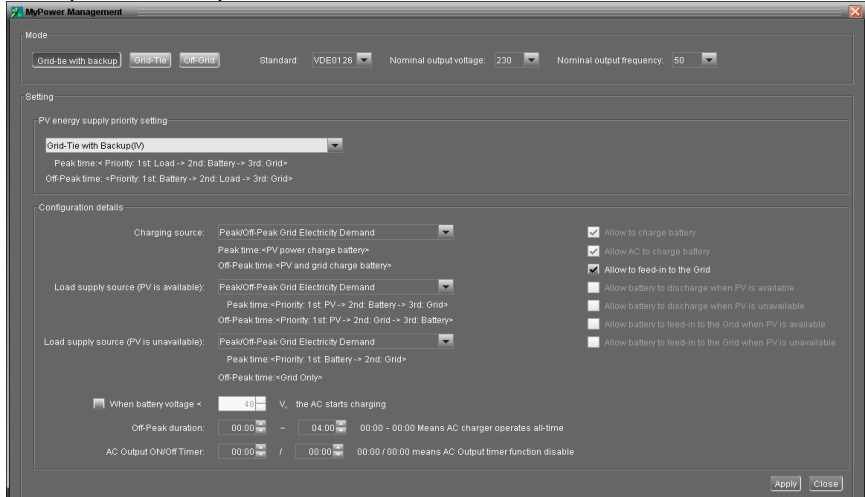 MyPower Management
Mode
Grid-tie with backup Grid-Tie Off-Grid Standard: VDE0126 Nominal output voltage: 230 Nominal output frequency: 50
Setting
PV energy supply priority setting
Grid-Tie with Backup(IV)
Peak time:< Priority: 1st: Load -> 2nd: Battery -> 3rd: Grid>
Off-Peak time: <Priority: 1st: Battery -> 2nd: Load -> 3rd: Grid>
Configuration details
Charging source: Peak/Off-Peak Grid Electricity Demand Allow to charge battery
Peak time:<PV power charge battery> Allow AC to charge battery
Off-Peak time:<PV and grid charge battery> Allow to feed-in to the Grid
Load supply source (PV is available): Peak/Off-Peak Grid Electricity Demand Allow battery to discharge when PV is available
Peak time:<Priority: 1st: PV -> 2nd: Battery -> 3rd: Grid> Allow battery to discharge when PV is unavailable
Off-Peak time:<Priority: 1st: PV -> 2nd: Grid -> 3rd: Battery> Allow battery to feed-in to the Grid when PV is available
Load supply source (PV is unavailable): Peak/Off-Peak Grid Electricity Demand Allow battery to feed-in to the Grid when PV is unavailable
Peak time:<Priority: 1st: Battery -> 2nd: Grid>
Off-Peak time:<Grid Only>
When battery voltage < 48 V, the AC starts charging
Off-Peak duration: 00:00 ~ 04:00 00:00 - 00:00 Means AC charger operates all-time
AC Output ON/Off Timer: 00:00 / 00:00 00:00 / 00:00 means AC Output timer function disable
Apply Close